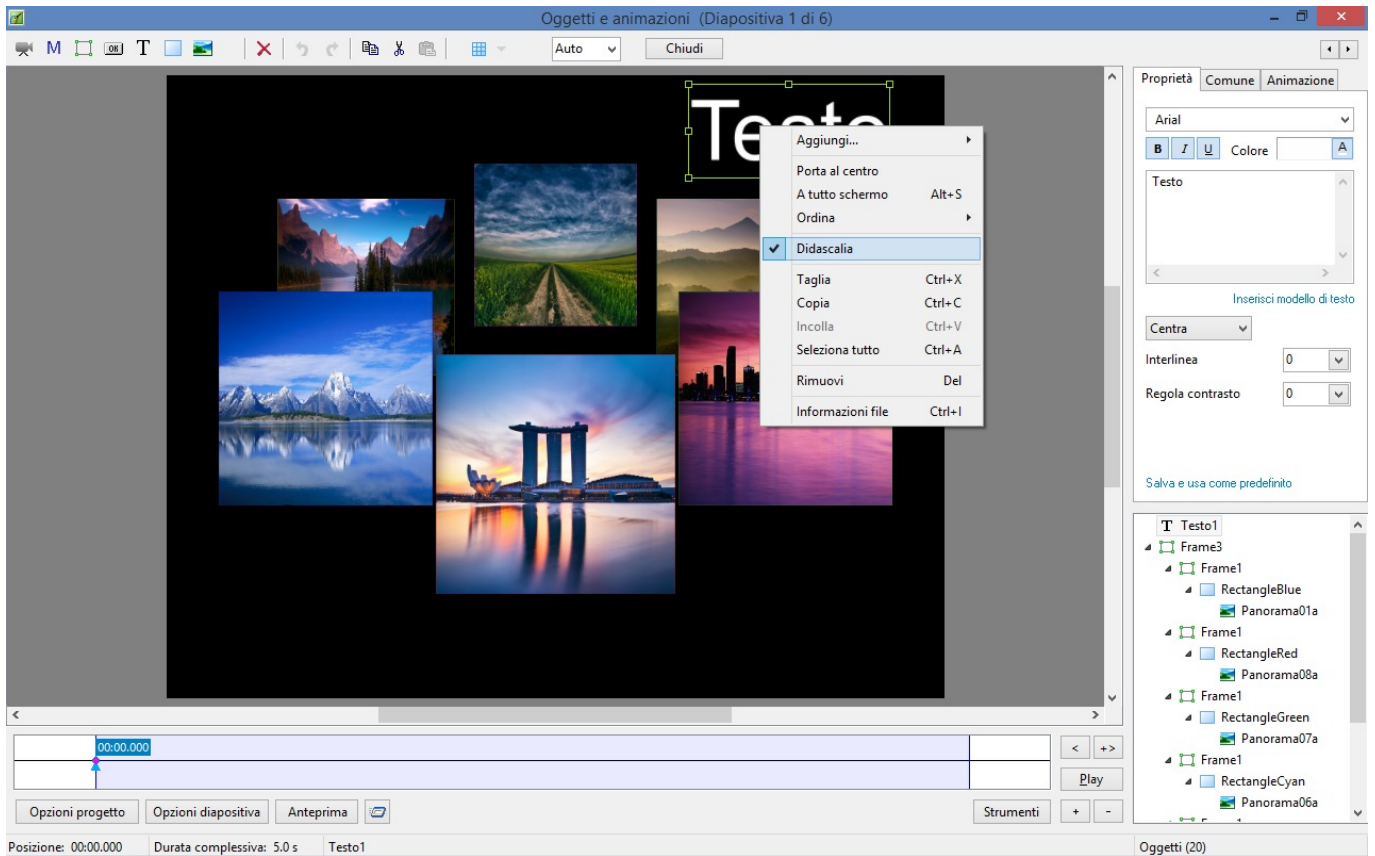 Oggetti e animazioni (Diapositiva 1 di 6)
M OK T Auto Chiudi
Proprietà Comune Animazione
Arial
B I U Colore A
Testo
Inserisci modello di testo
Centra
Interlinea 0
Regola contrasto 0
Salva e usa come predefinito
Aggiungi...
Porta al centro
A tutto schermo Alt+S
Ordina
Didascalia
Taglia Ctrl+X
Copia Ctrl+C
Incolla Ctrl+V
Seleziona tutto Ctrl+A
Rimuovi Del
Informazioni file Ctrl+I
T Testo1
Frame3
Frame1
RectangleBlue
Panorama01a
Frame1
RectangleRed
Panorama08a
Frame1
RectangleGreen
Panorama07a
Frame1
RectangleCyan
Panorama06a
00:00.000
< +>
Play
Opzioni progetto Opzioni diapositiva Anteprima Strumenti + -
Posizione: 00:00.000 Durata complessiva: 5.0 s Testo1 Oggetti (20)